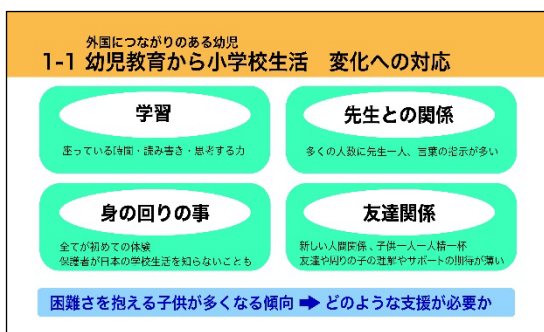 外国につながりのある幼児
1-1 幼児教育から小学校生活 変化への対応
学習
座っている時間・読み書き・思考する力
先生との関係
多くの人数に先生一人、言葉の指示が多い
身の回りの事
全てが初めての体験
保護者が日本の学校生活を知らないことも
友達関係
新しい人間関係、子供一人一人精一杯
友達や周りの子の理解やサポートの期待が薄い
困難さを抱える子供が多くなる傾向 ➡ どのような支援が必要か